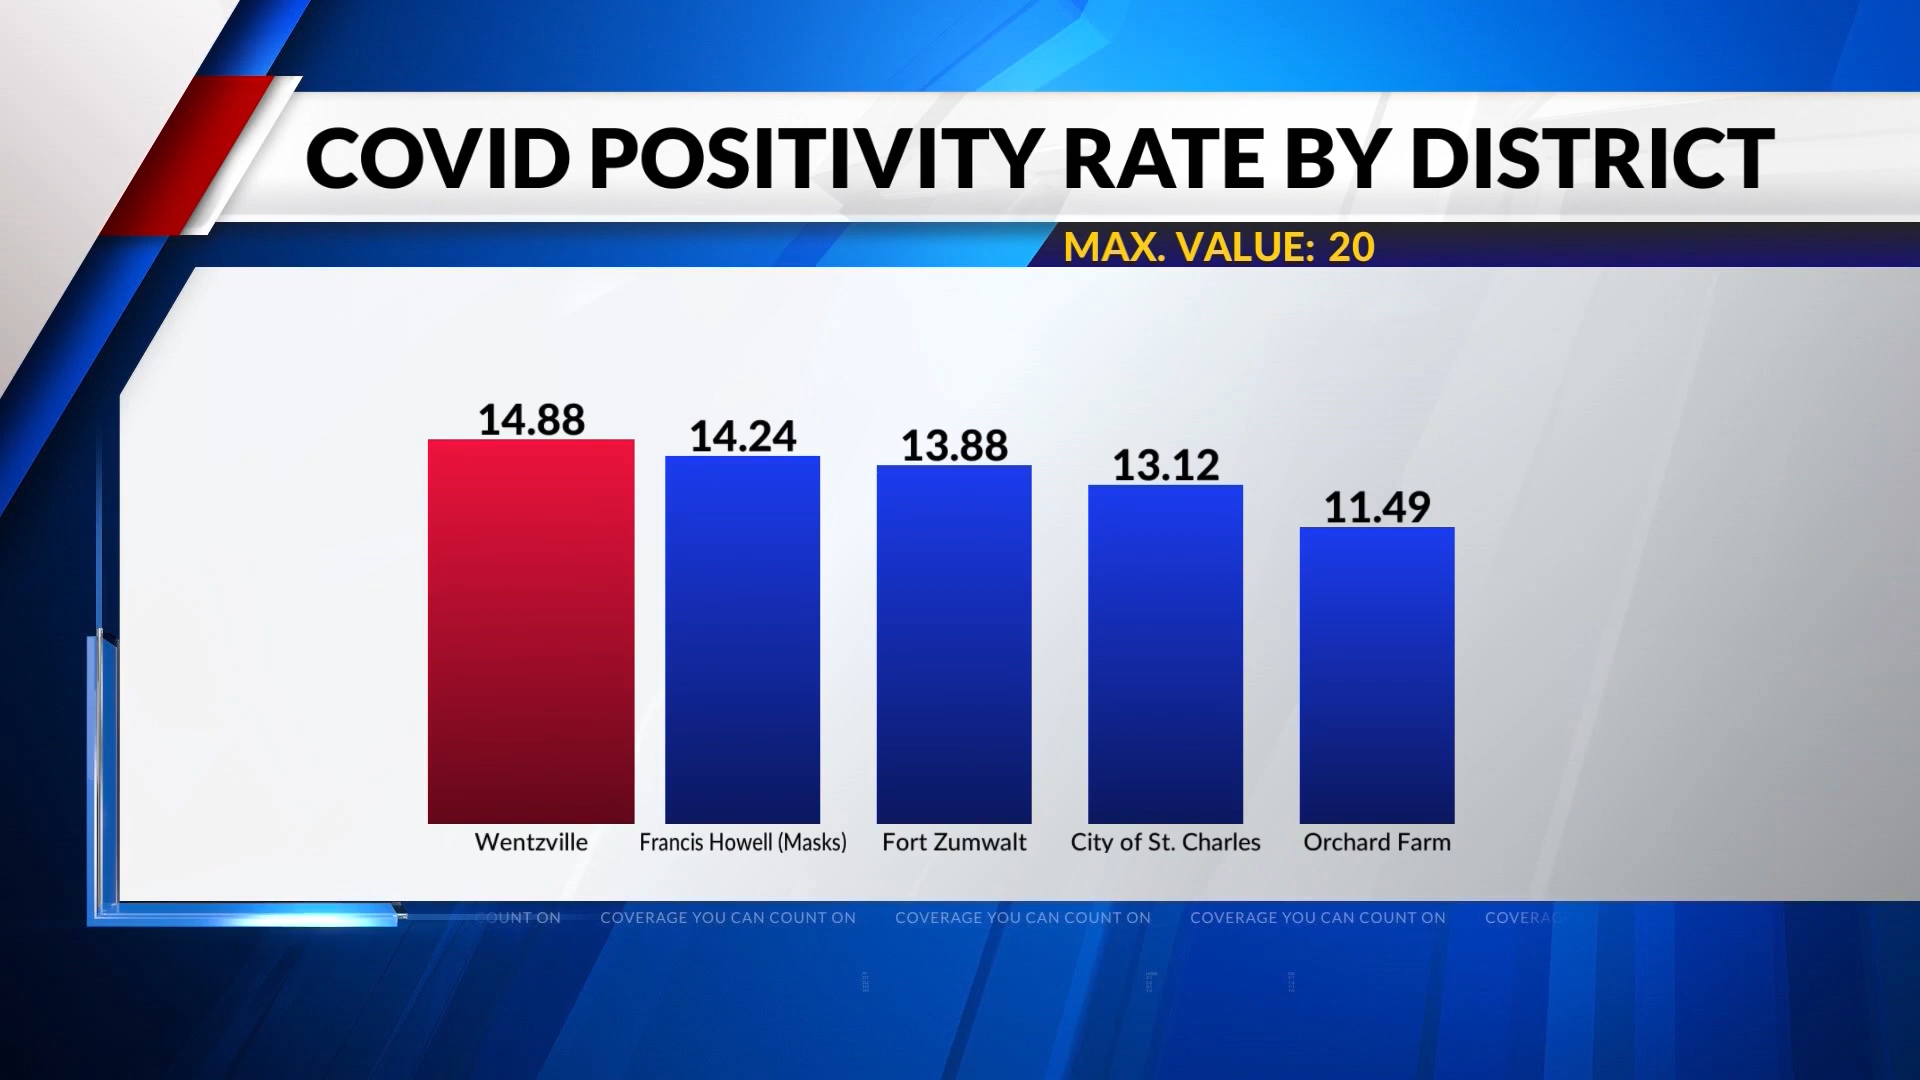 COVID POSITIVITY RATE BY DISTRICT
MAX. VALUE: 20
14.88
14.24
13.88
13.12
11.49
Wentzville
Francis Howell (Masks)
Fort Zumwalt
City of St. Charles
Orchard Farm
OUNT ON COVERAGE YOU CAN COUNT ON COVERAGE YOU CAN COUNT ON COVERAGE YOU CAN COUNT ON COVERA